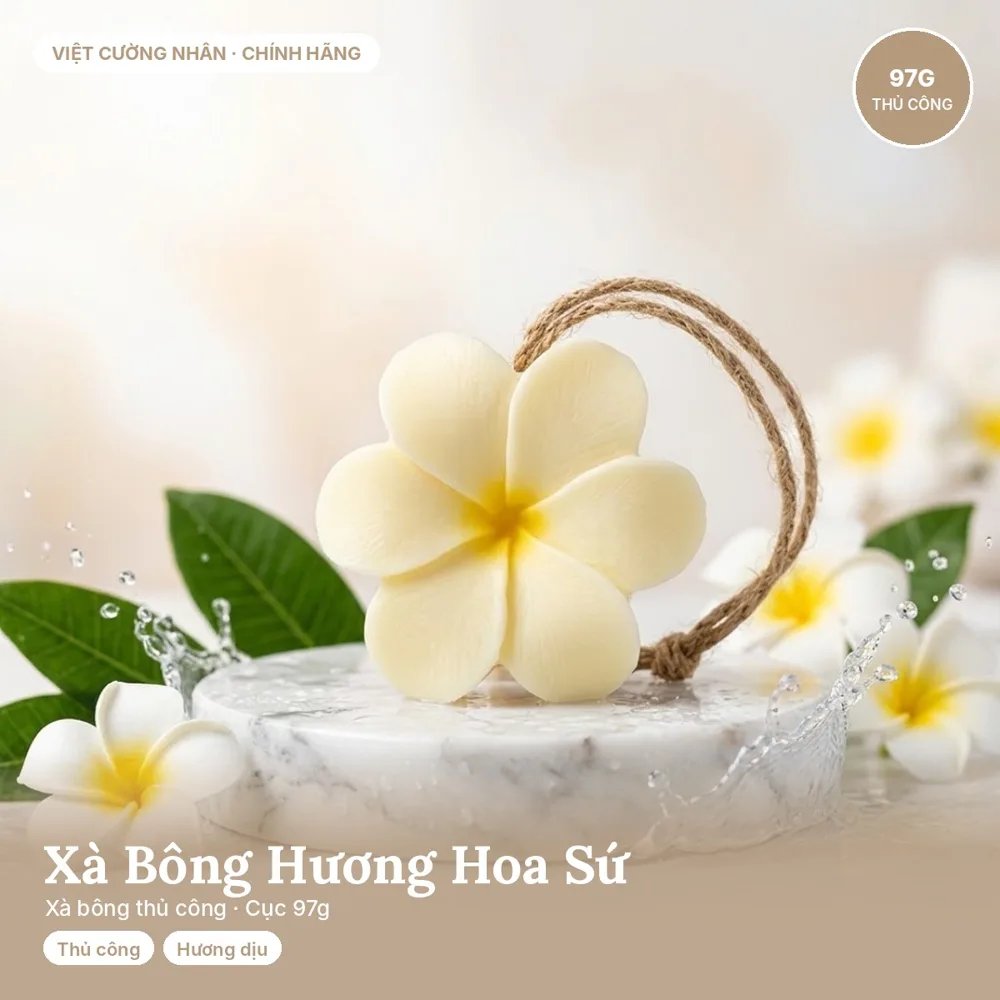 VIỆT CƯỜNG NHÂN · CHÍNH HÃNG
97G
THỦ CÔNG
Xà Bông Hương Hoa Sứ
Xà bông thủ công · Cục 97g
Thủ công
Hương dịu